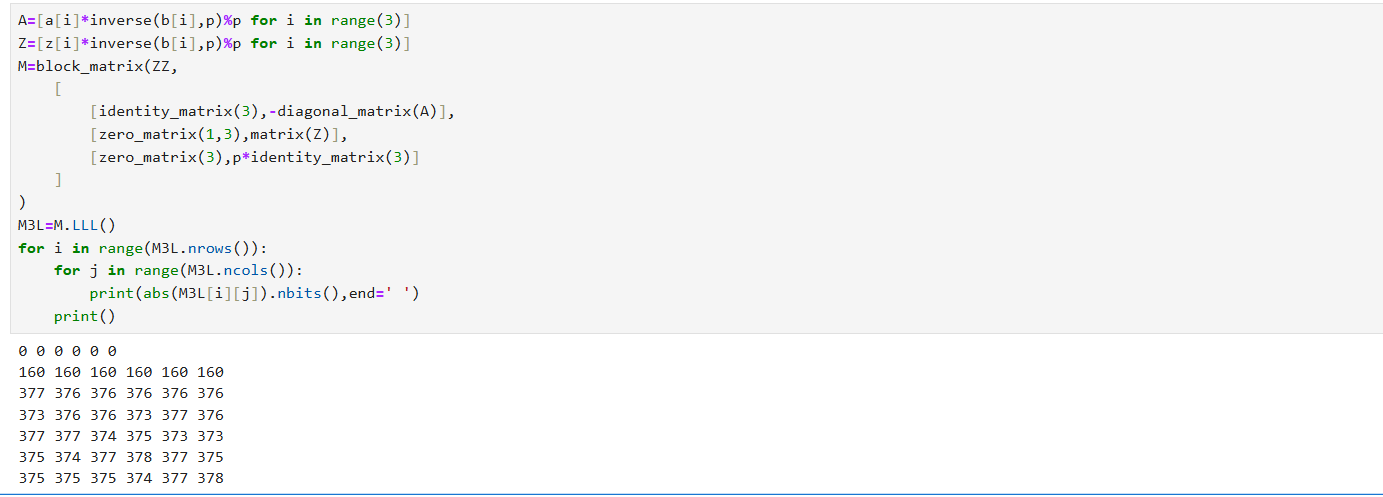 A=[a[i]*inverse(b[i],p)%p for i in range(3)]
Z=[z[i]*inverse(b[i],p)%p for i in range(3)]
M=block_matrix(ZZ,
    [
        [identity_matrix(3),-diagonal_matrix(A)],
        [zero_matrix(1,3),matrix(Z)],
        [zero_matrix(3),p*identity_matrix(3)]
    ]
)
M3L=M.LLL()
for i in range(M3L.nrows()):
    for j in range(M3L.ncols()):
        print(abs(M3L[i][j]).nbits(),end=' ')
    print()
0 0 0 0 0 0
160 160 160 160 160 160
377 376 376 376 376 376
373 376 376 373 377 376
377 377 374 375 373 373
375 374 377 378 377 375
375 375 375 374 377 378